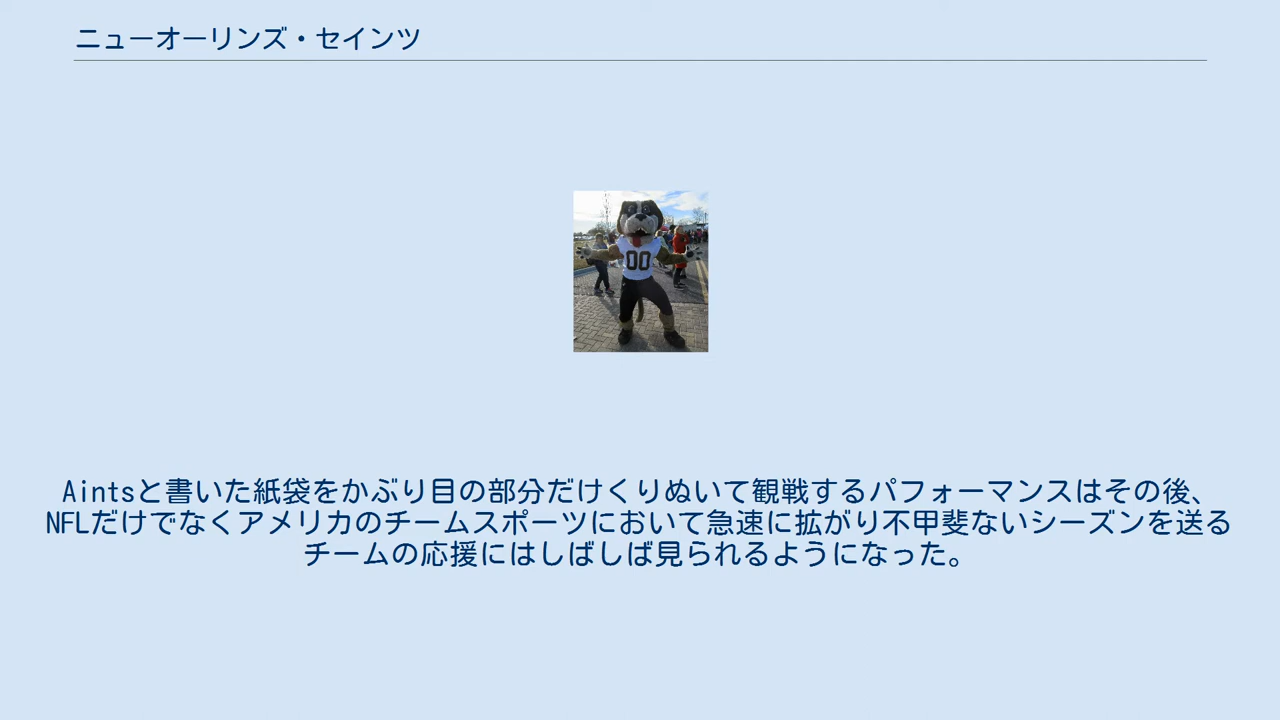 ニューオーリンズ・セインツ
00
Aintsと書いた紙袋をかぶり目の部分だけくりぬいて観戦するパフォーマンスはその後、
NFLだけでなくアメリカのチームスポーツにおいて急速に拡がり不甲斐ないシーズンを送る
チームの応援にはしばしば見られるようになった。